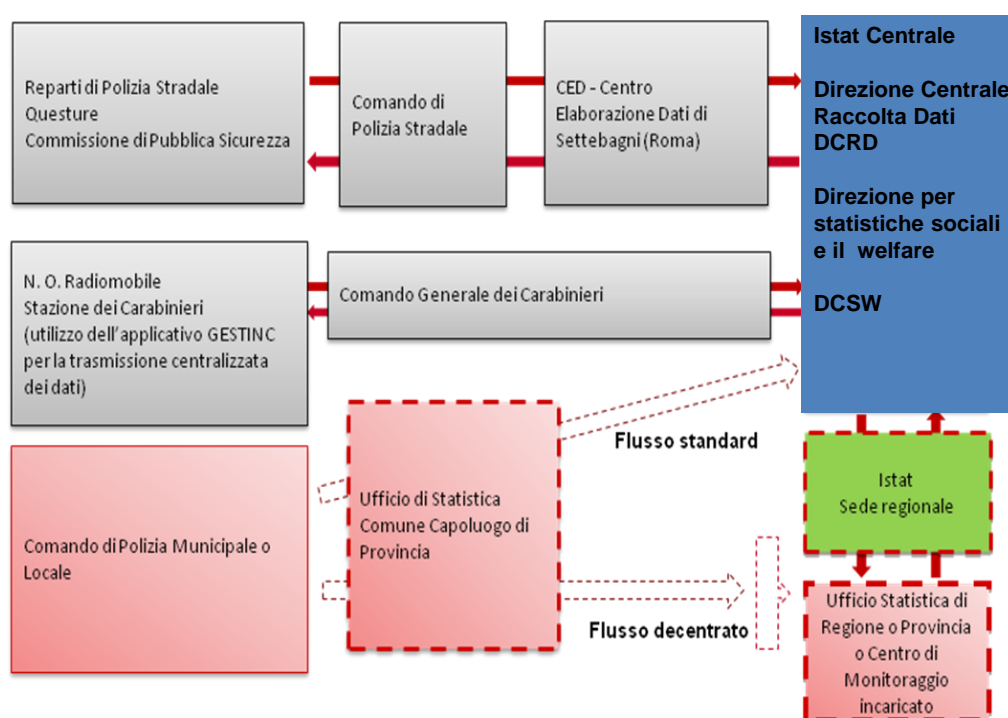 Reparti di Polizia Stradale
Questure
Commissione di Pubblica Sicurezza
Comando di
Polizia Stradale
CED - Centro
Elaborazione Dati di
Settebagni (Roma)
Istat Centrale
Direzione Centrale
Raccolta Dati
DCRD
Direzione per
statistiche sociali
e il welfare
DCSW
N. O. Radiomobile
Stazione dei Carabinieri
(utilizzo dell'applicativo GESTINC
per la trasmissione centralizzata
dei dati)
Comando Generale dei Carabinieri
Flusso standard
Comando di Polizia Municipale o
Locale
Ufficio di Statistica
Comune Capoluogo di
Provincia
Istat
Sede regionale
Flusso decentrato
Ufficio Statistica di
Regione o Provincia
o Centro di
Monitoraggio
incaricato